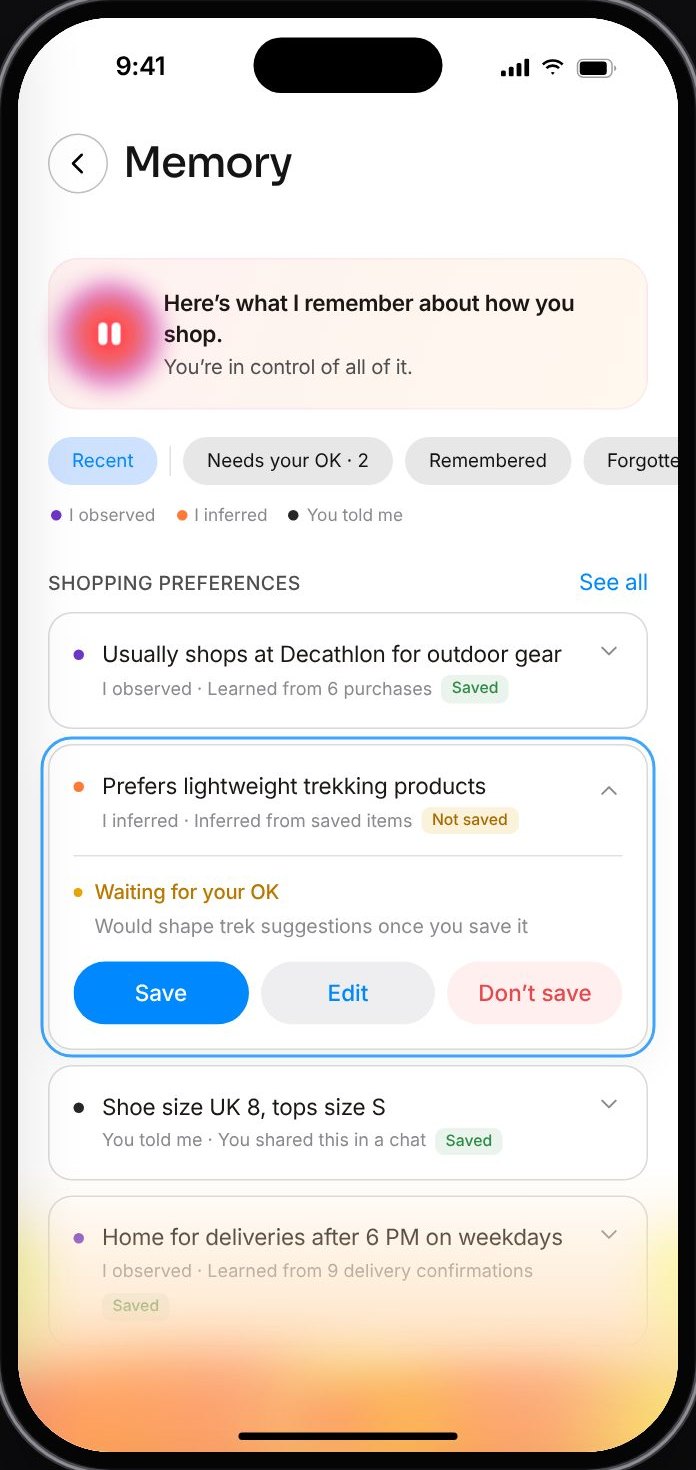 9:41
Memory
Here’s what I remember about how you
shop.
You’re in control of all of it.
Recent
Needs your OK · 2
Remembered
Forgotte
I observed
I inferred
You told me
SHOPPING PREFERENCES
See all
Usually shops at Decathlon for outdoor gear
I observed · Learned from 6 purchases Saved
Prefers lightweight trekking products
I inferred · Inferred from saved items Not saved
Waiting for your OK
Would shape trek suggestions once you save it
Save
Edit
Don’t save
Shoe size UK 8, tops size S
You told me · You shared this in a chat Saved
Home for deliveries after 6 PM on weekdays
I observed · Learned from 9 delivery confirmations
Saved